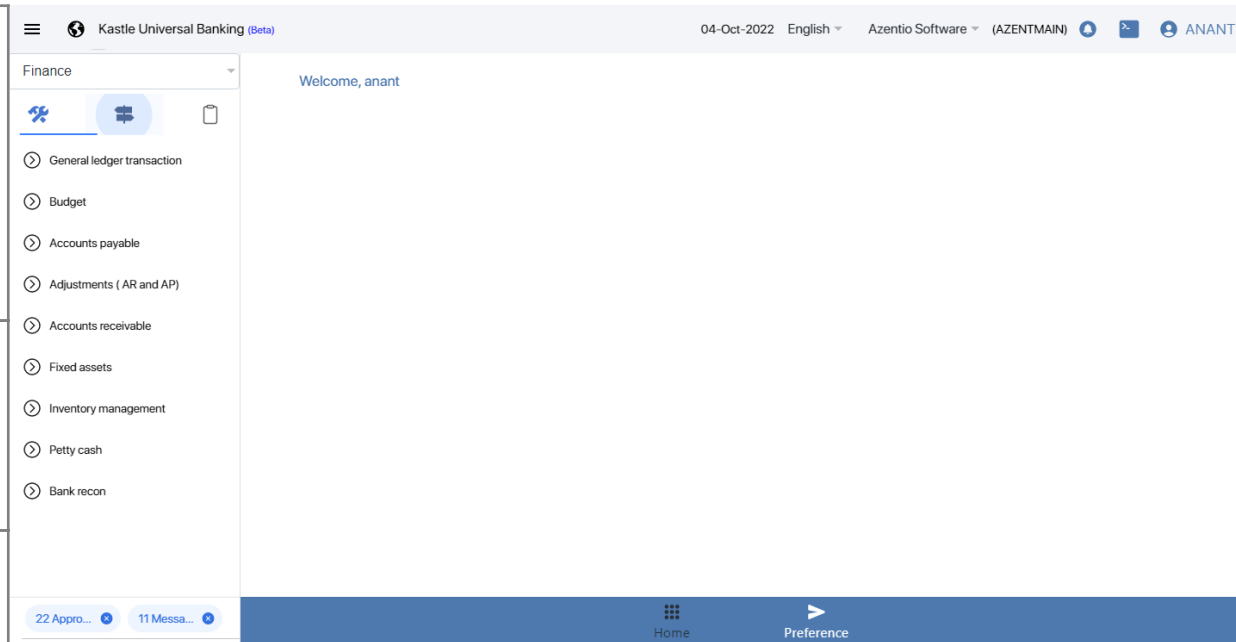 Kastle Universal Banking (Beta)
04-Oct-2022 English Azentio Software (AZENTMAIN) ANANT
Finance
Welcome, anant
General ledger transaction
Budget
Accounts payable
Adjustments ( AR and AP)
Accounts receivable
Fixed assets
Inventory management
Petty cash
Bank recon
22 Appro... 11 Messa...
Home Preference